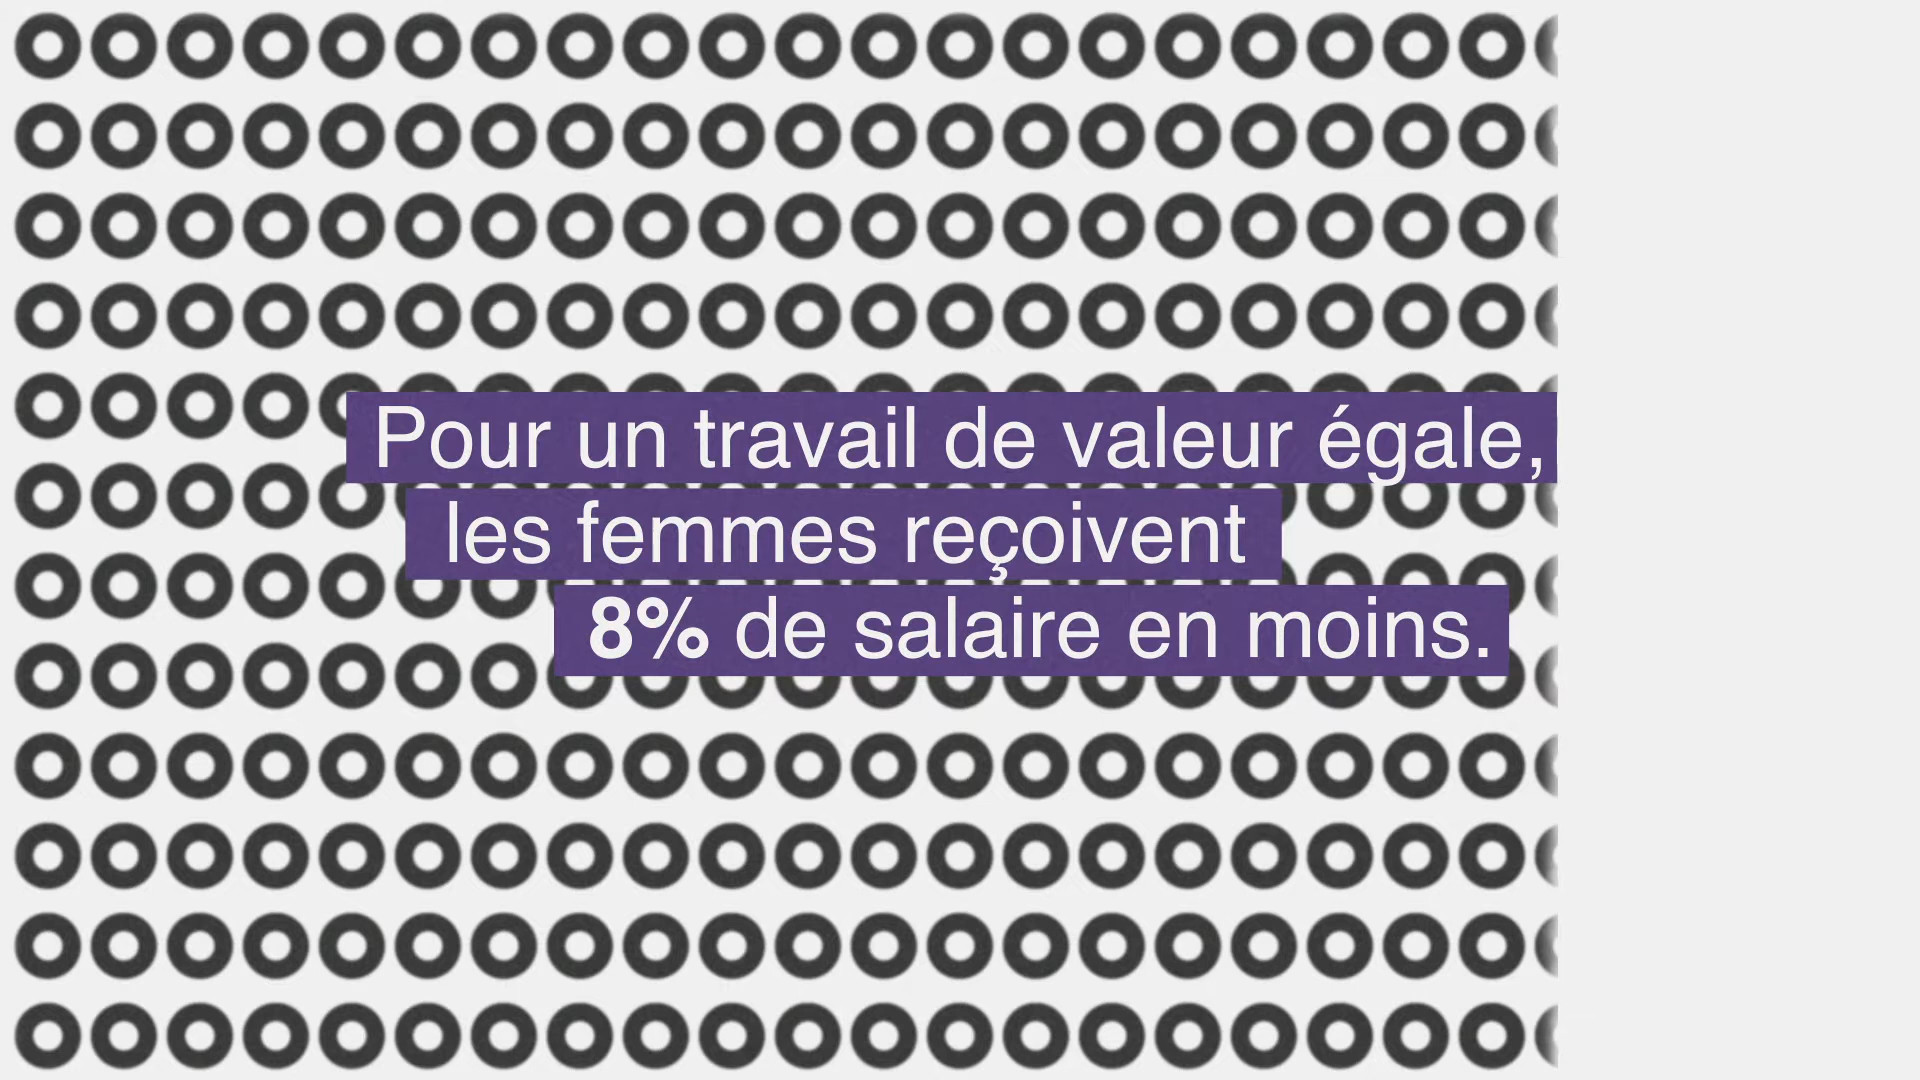 Pour un travail de valeur égale,
les femmes reçoivent
8% de salaire en moins.